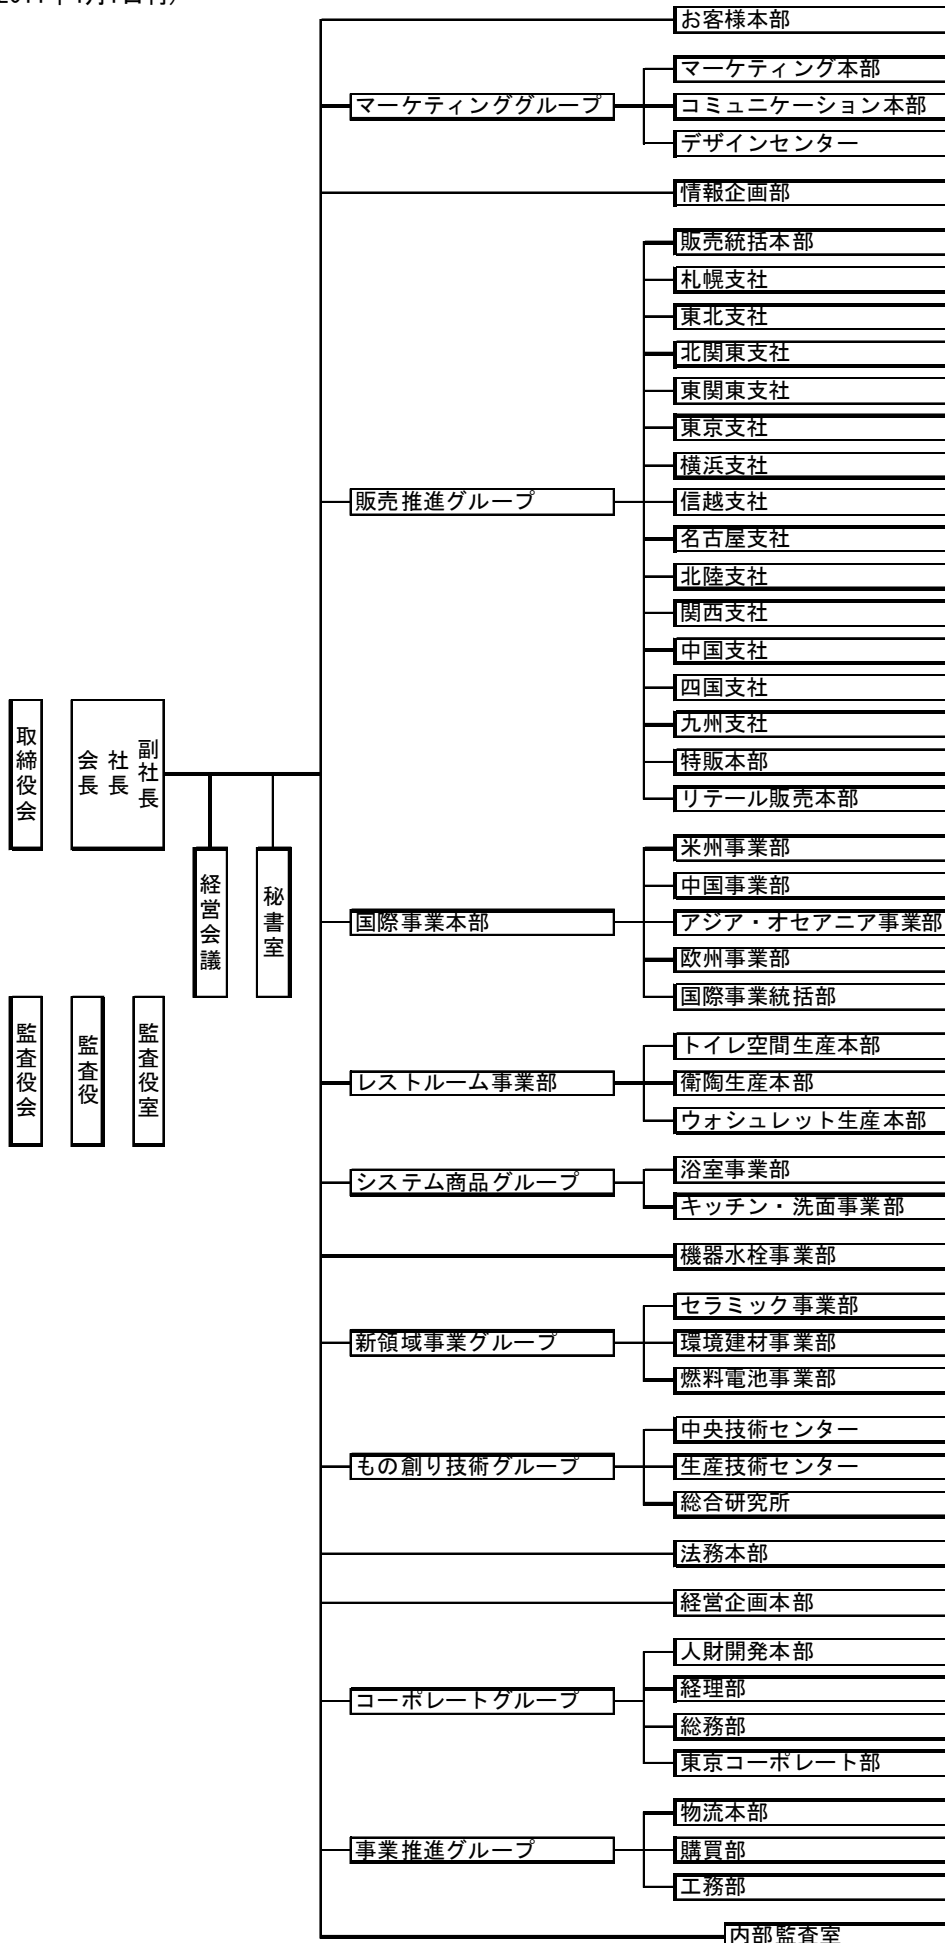 お客様本部
マーケティング本部
マーケティンググループ
コミュニケーション本部
デザインセンター
情報企画部
販売統括本部
札幌支社
東北支社
北関東支社
東関東支社
東京支社
横浜支社
販売推進グループ
信越支社
名古屋支社
北陸支社
関西支社
中国支社
四国支社
九州支社
特販本部
リテール販売本部
取締役会
会長
社長
副社長
経営会議
秘書室
監査役会
監査役
監査役室
米州事業部
中国事業部
国際事業本部
アジア・オセアニア事業部
欧州事業部
国際事業統括部
トイレ空間生産本部
レストルーム事業部
衛陶生産本部
ウォシュレット生産本部
浴室事業部
システム商品グループ
キッチン・洗面事業部
機器水栓事業部
セラミック事業部
新領域事業グループ
環境建材事業部
燃料電池事業部
中央技術センター
もの創り技術グループ
生産技術センター
総合研究所
法務本部
経営企画本部
人財開発本部
経理部
コーポレートグループ
総務部
東京コーポレート部
物流本部
事業推進グループ
購買部
工務部
内部監査室